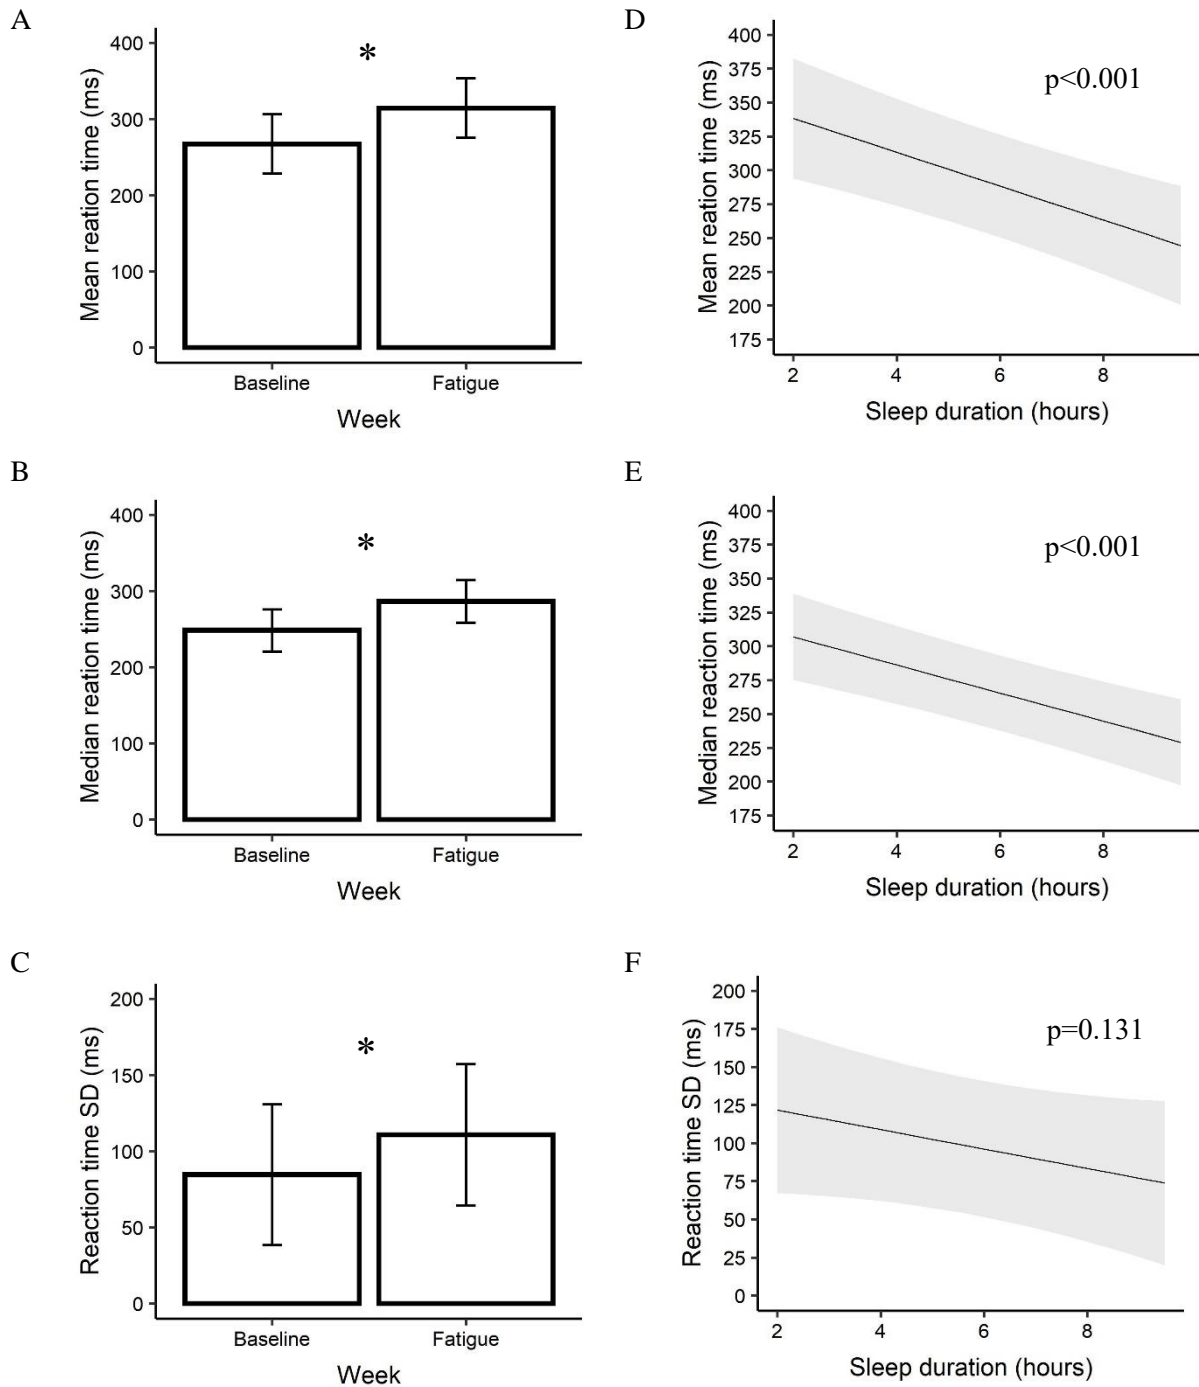 A
Mean reation time (ms)
400
300
200
100
0
*
Baseline
Fatigue
Week
D
Mean reation time (ms)
400
375
350
325
300
275
250
225
200
175
p<0.001
2
4
6
8
Sleep duration (hours)
B
Median reation time (ms)
400
300
200
100
0
*
Baseline
Fatigue
Week
E
Median reaction time (ms)
400
375
350
325
300
275
250
225
200
175
p<0.001
2
4
6
8
Sleep duration (hours)
C
Reaction time SD (ms)
200
150
100
50
0
*
Baseline
Fatigue
Week
F
Reaction time SD (ms)
200
175
150
125
100
75
50
25
0
p=0.131
2
4
6
8
Sleep duration (hours)